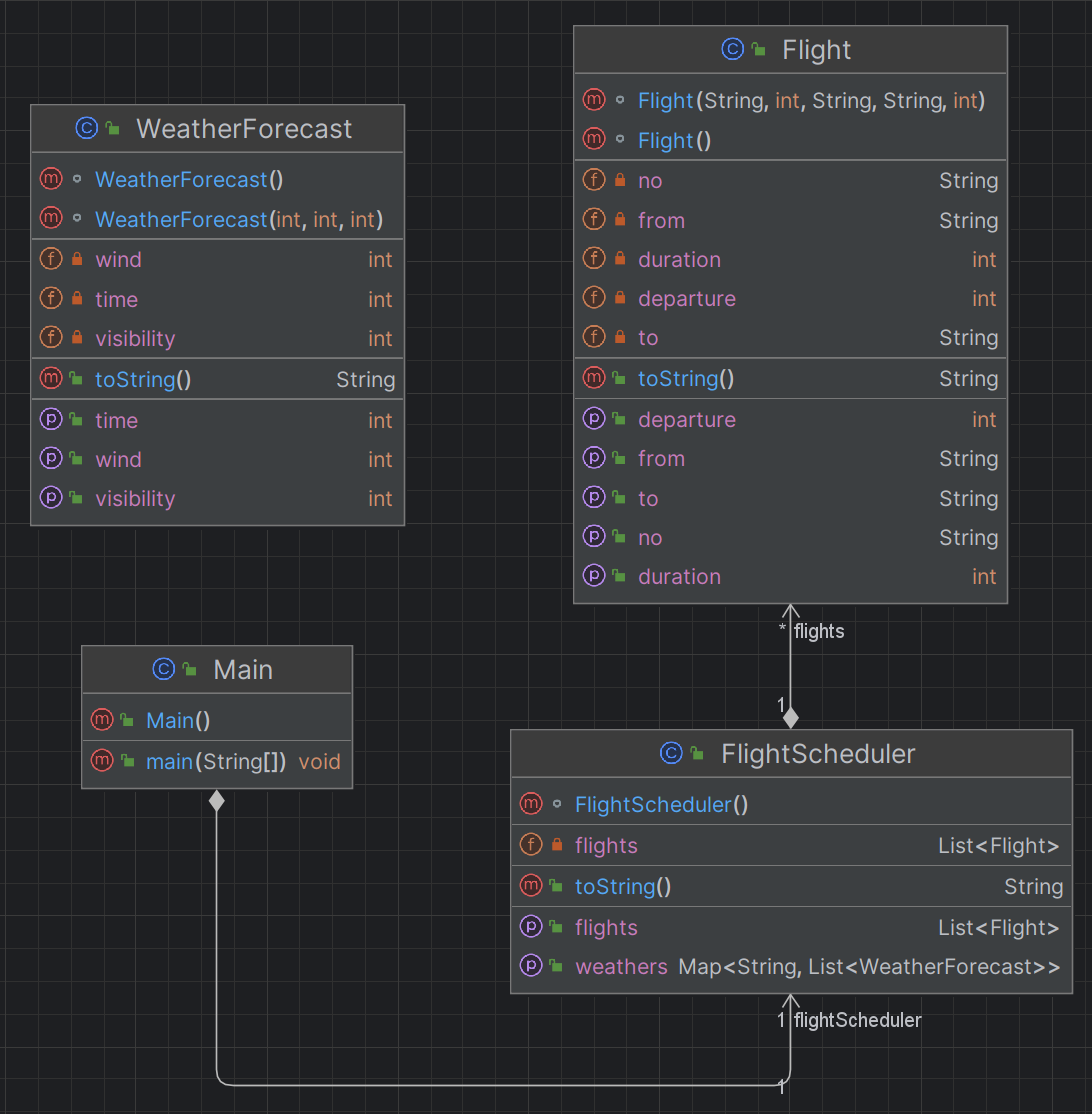 WeatherForecast
WeatherForecast()
WeatherForecast(int, int, int)
wind int
time int
visibility int
toString() String
time int
wind int
visibility int
Flight
Flight(String, int, String, String, int)
Flight()
no String
from String
duration int
departure int
to String
toString() String
departure int
from String
to String
no String
duration int
* flights
1
Main
Main()
main(String[]) void
FlightScheduler
FlightScheduler()
flights List<Flight>
toString() String
flights List<Flight>
weathers Map<String, List<WeatherForecast>>
1 flightScheduler
1